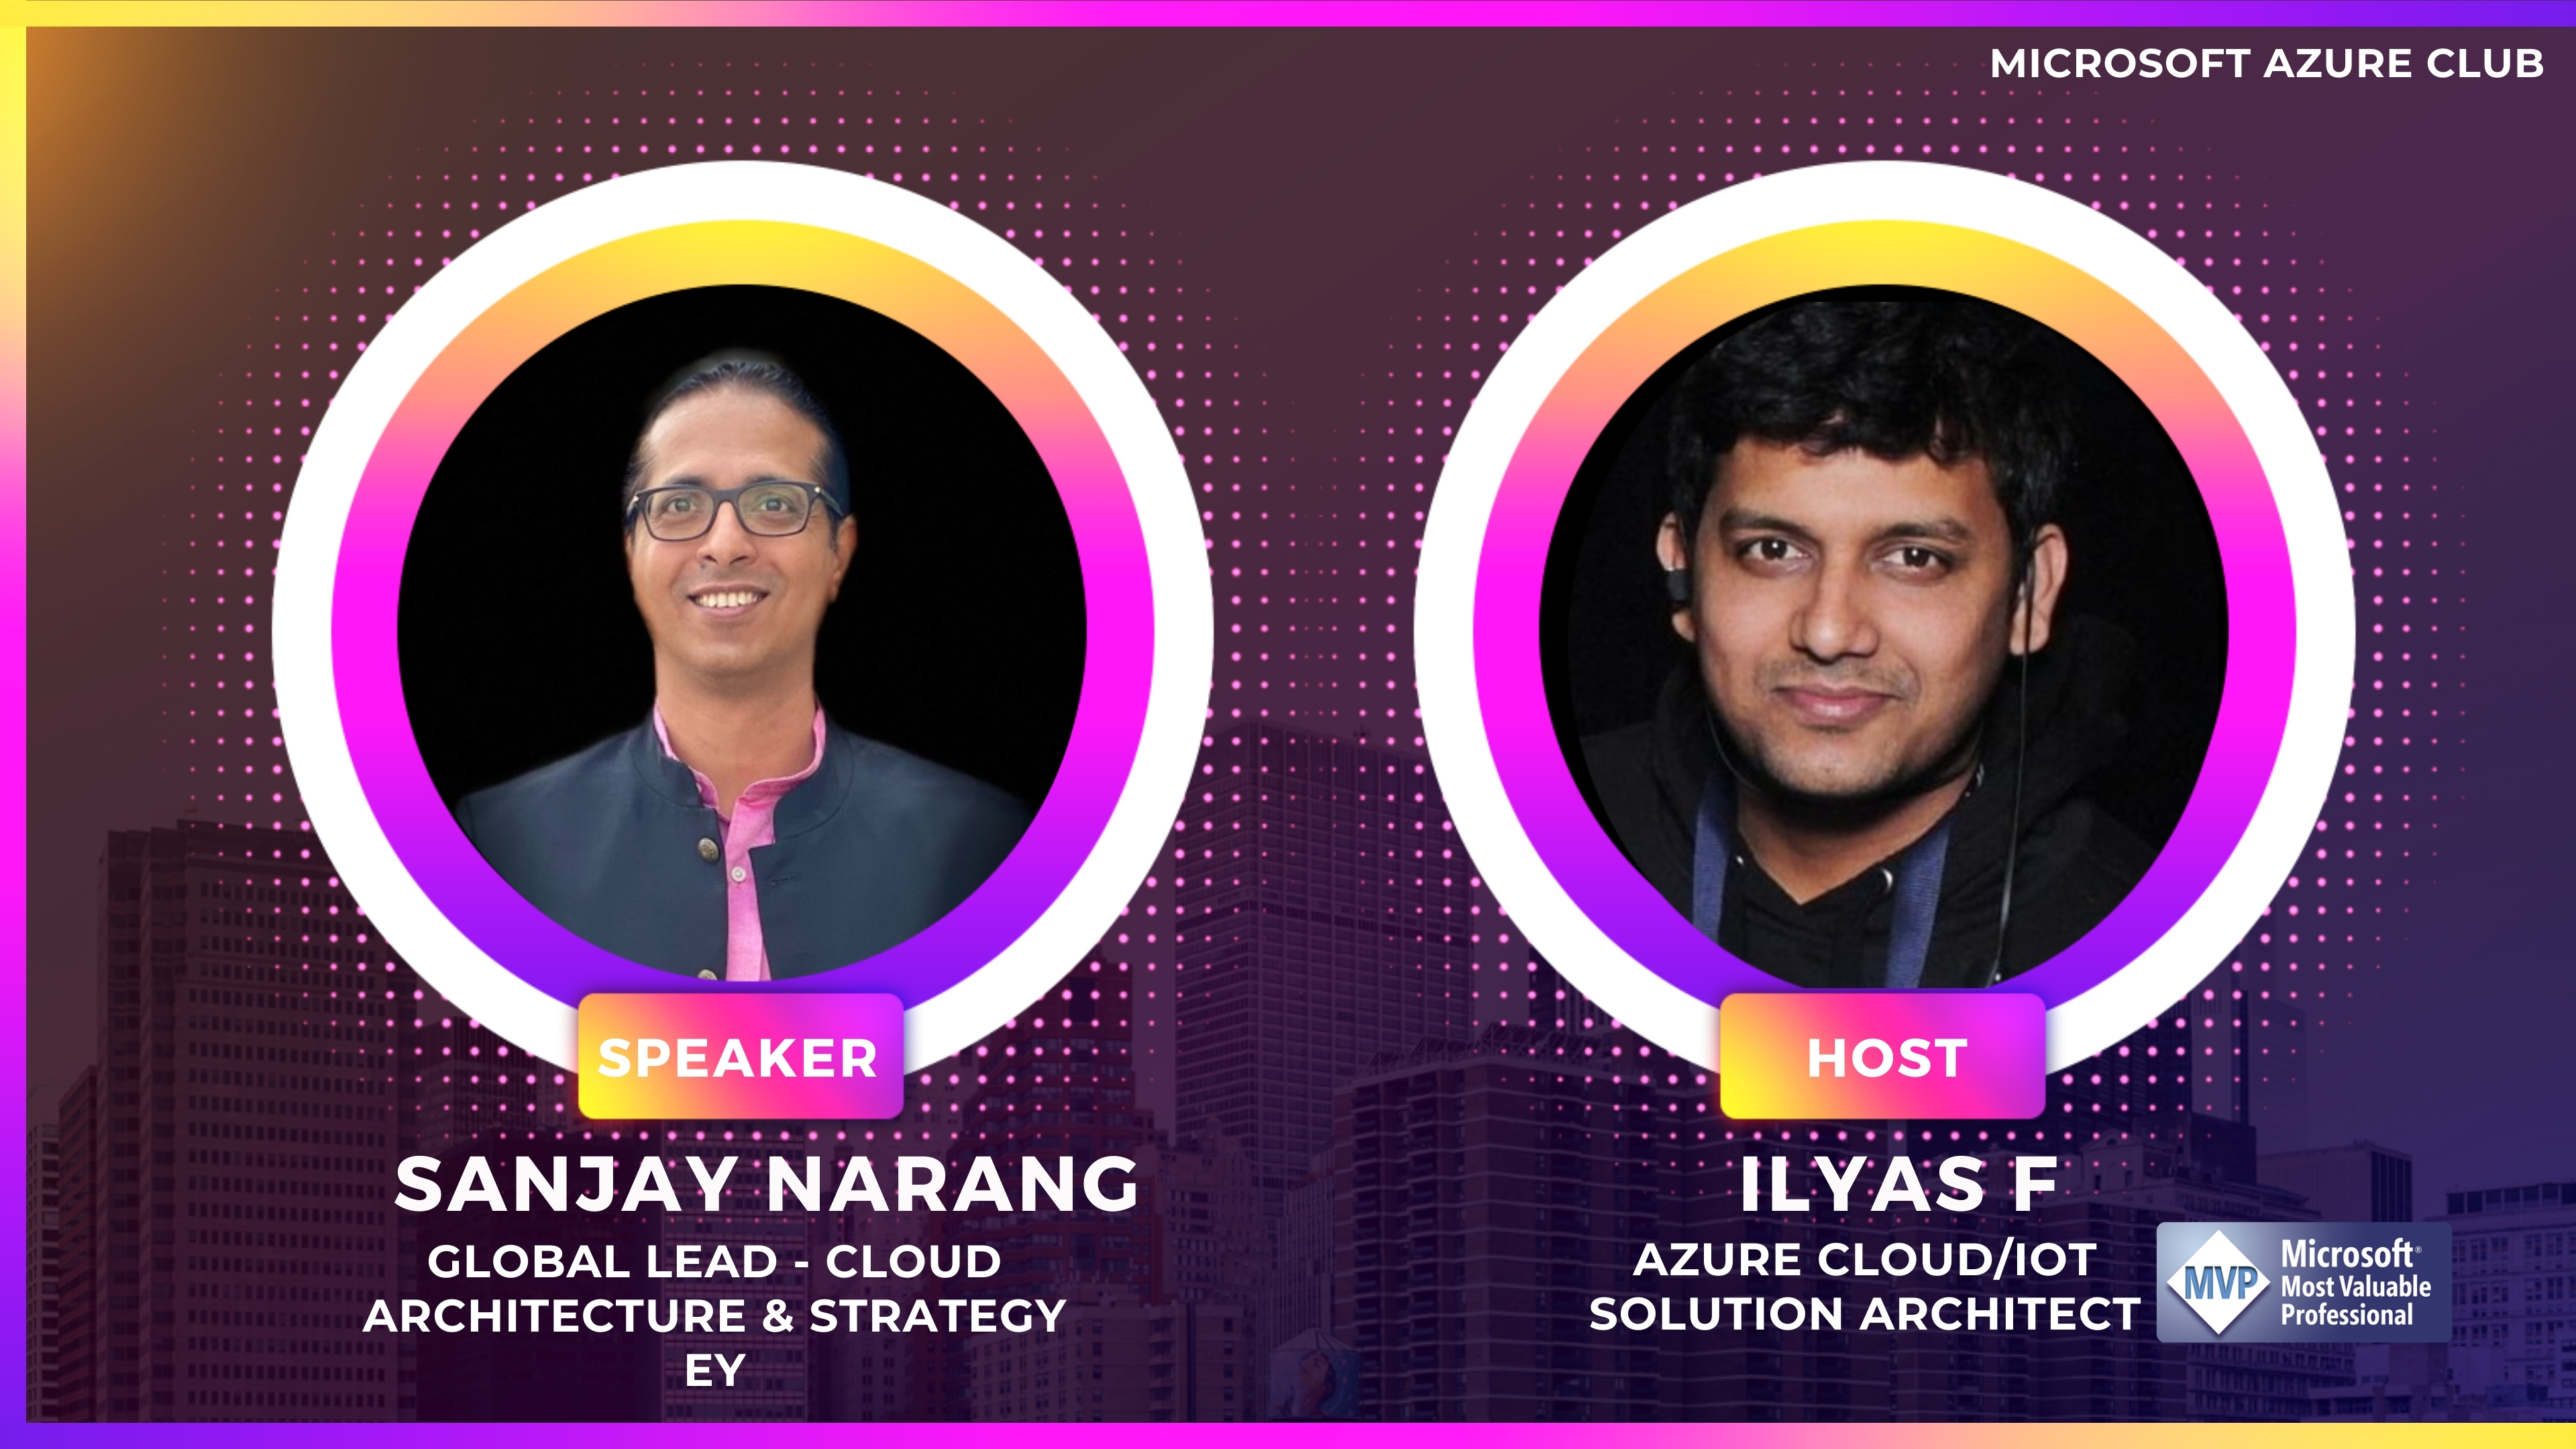 MICROSOFT AZURE CLUB
SPEAKER
SANJAY NARANG
GLOBAL LEAD - CLOUD
ARCHITECTURE & STRATEGY
EY
HOST
ILYAS F
AZURE CLOUD/IOT
SOLUTION ARCHITECT
MVP
Microsoft®
Most Valuable
Professional